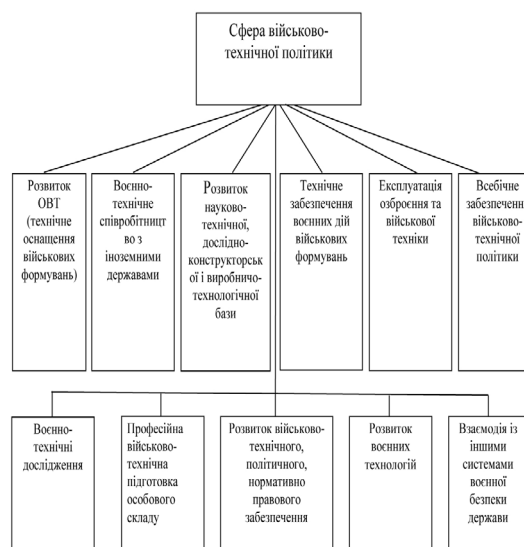 Сфера військово-
технічної політики
Розвиток
ОВТ
(технічне
оснащення
військових
формувань)
Воєнно-
технічне
співробітницт
во з
іноземними
державами
Розвиток
науково-
технічної,
дослідно-
конструкторськ
ої і виробничо-
технологічної
бази
Технічне
забезпечення
воєнних дій
військових
формувань
Експлуатація
озброєння та
військової
техніки
Всебічне
забезпечення
військово-
технічної
політики
Воєнно-
технічні
дослідження
Професійна
військово-
технічна
підготовка
особового
складу
Розвиток військово-
технічного,
політичного,
нормативно
правового
забезпечення
Розвиток
воєнних
технологій
Взаємодія із
іншими
системами
воєнної
безпеки
держави